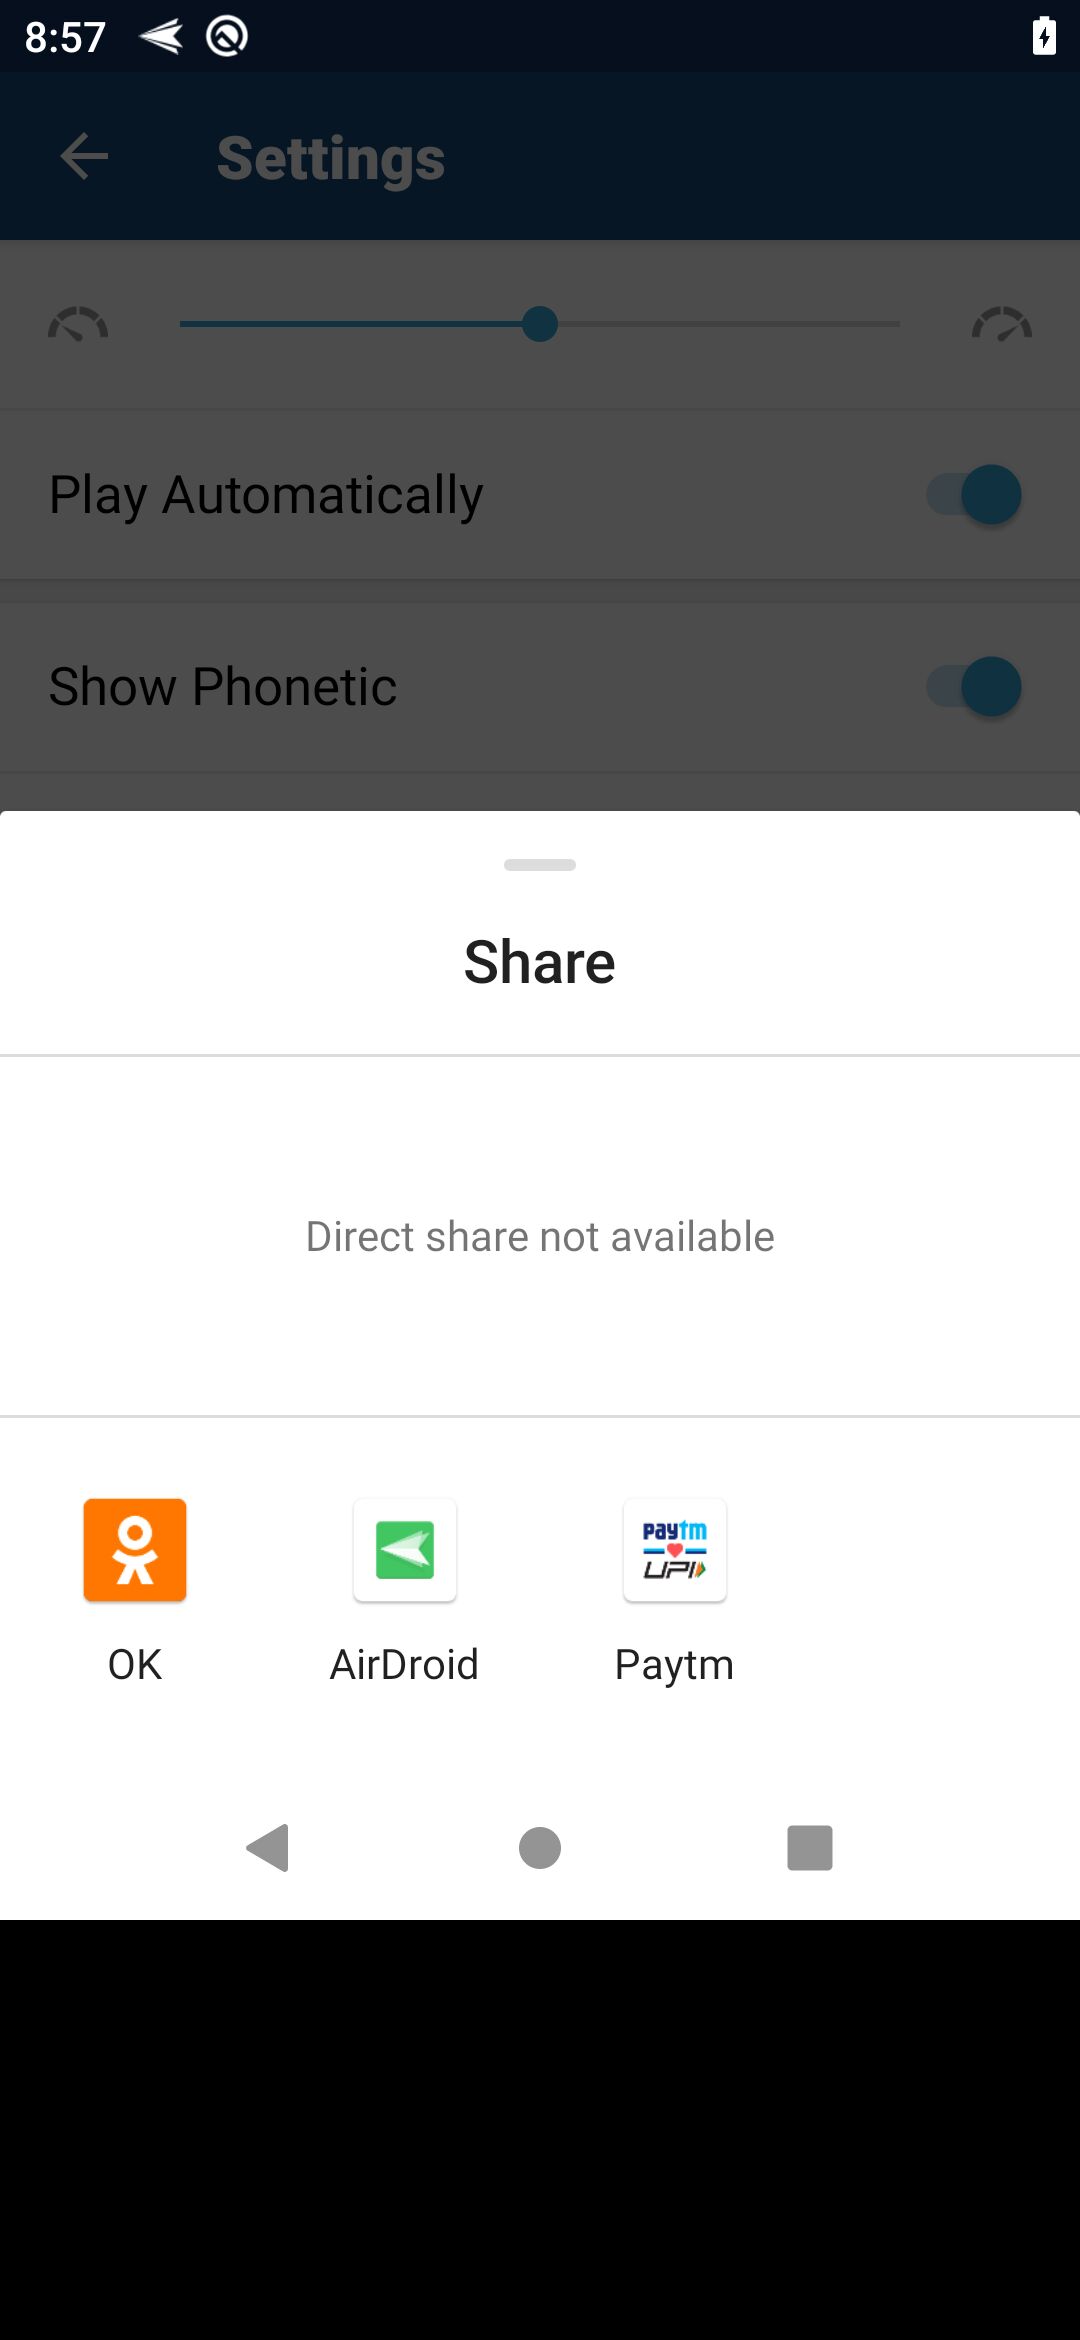 8:57
Settings
Play Automatically
Show Phonetic
Share
Direct share not available
paytm
UPI
OK
AirDroid
Paytm